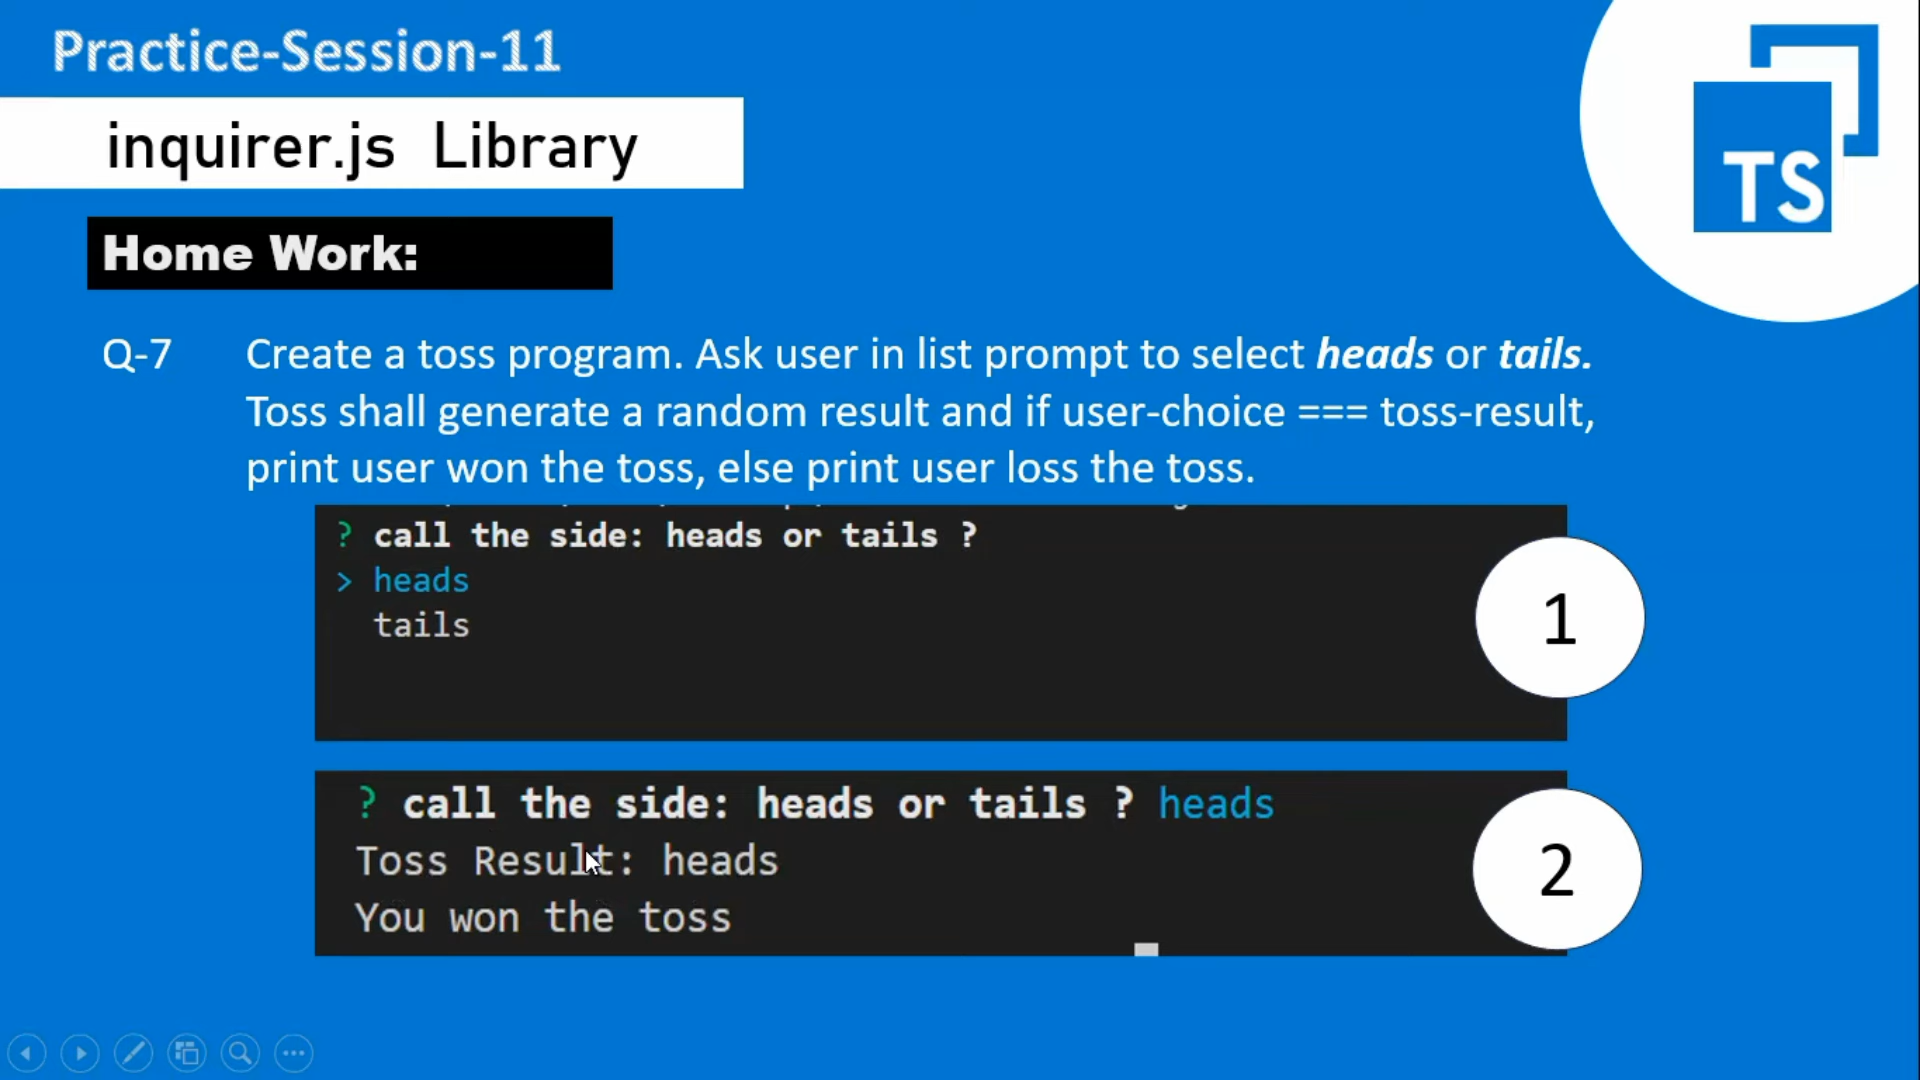 Practice-Session-11
TS
inquirer.js Library
Home Work:
Q-7 Create a toss program. Ask user in list prompt to select heads or tails.
Toss shall generate a random result and if user-choice === toss-result,
print user won the toss, else print user loss the toss.
? call the side: heads or tails ?
> heads
tails
1
? call the side: heads or tails ? heads
Toss Result: heads
You won the toss
2